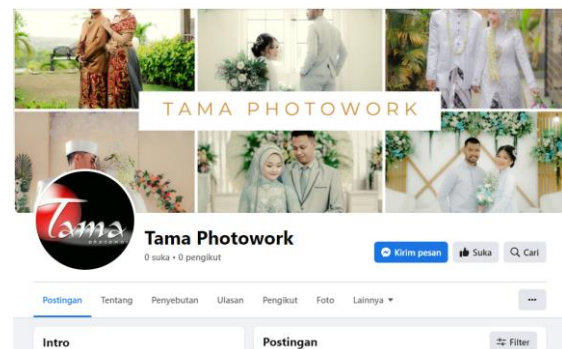 TAMA PHOTOWORK
Tama
Tama Photowork
0 suka • 0 pengikut
Kirim pesan
Suka
Cari
Postingan Tentang Penyebutan Ulasan Pengikut Foto Lainnya
Intro
Postingan
Filter